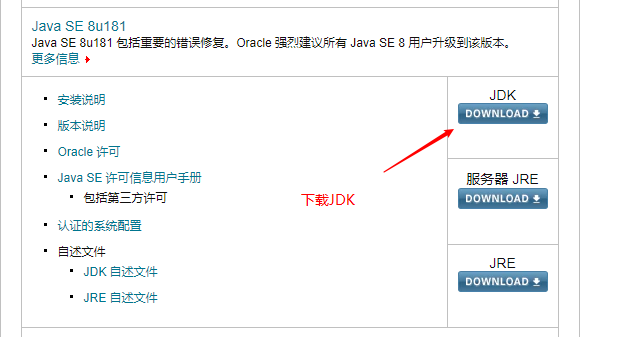 Java SE 8u181
Java SE 8u181 包括重要的错误修复。Oracle 强烈建议所有 Java SE 8 用户升级到该版本。
更多信息
安装说明
版本说明
Oracle 许可
Java SE 许可信息用户手册
包括第三方许可
认证的系统配置
自述文件
JDK 自述文件
JRE 自述文件
下载JDK
JDK
DOWNLOAD
服务器 JRE
DOWNLOAD
JRE
DOWNLOAD